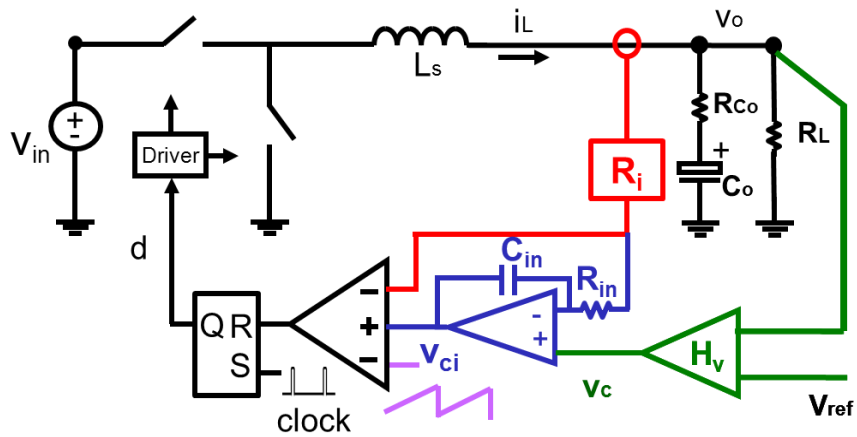 iL
vo
Ls
RCo
RL
+
-
Vin
Driver
Ri
+
Co
d
Cin
Rin
Q R
S
-
+
-
-
+
vci
Hv
clock
vc
Vref